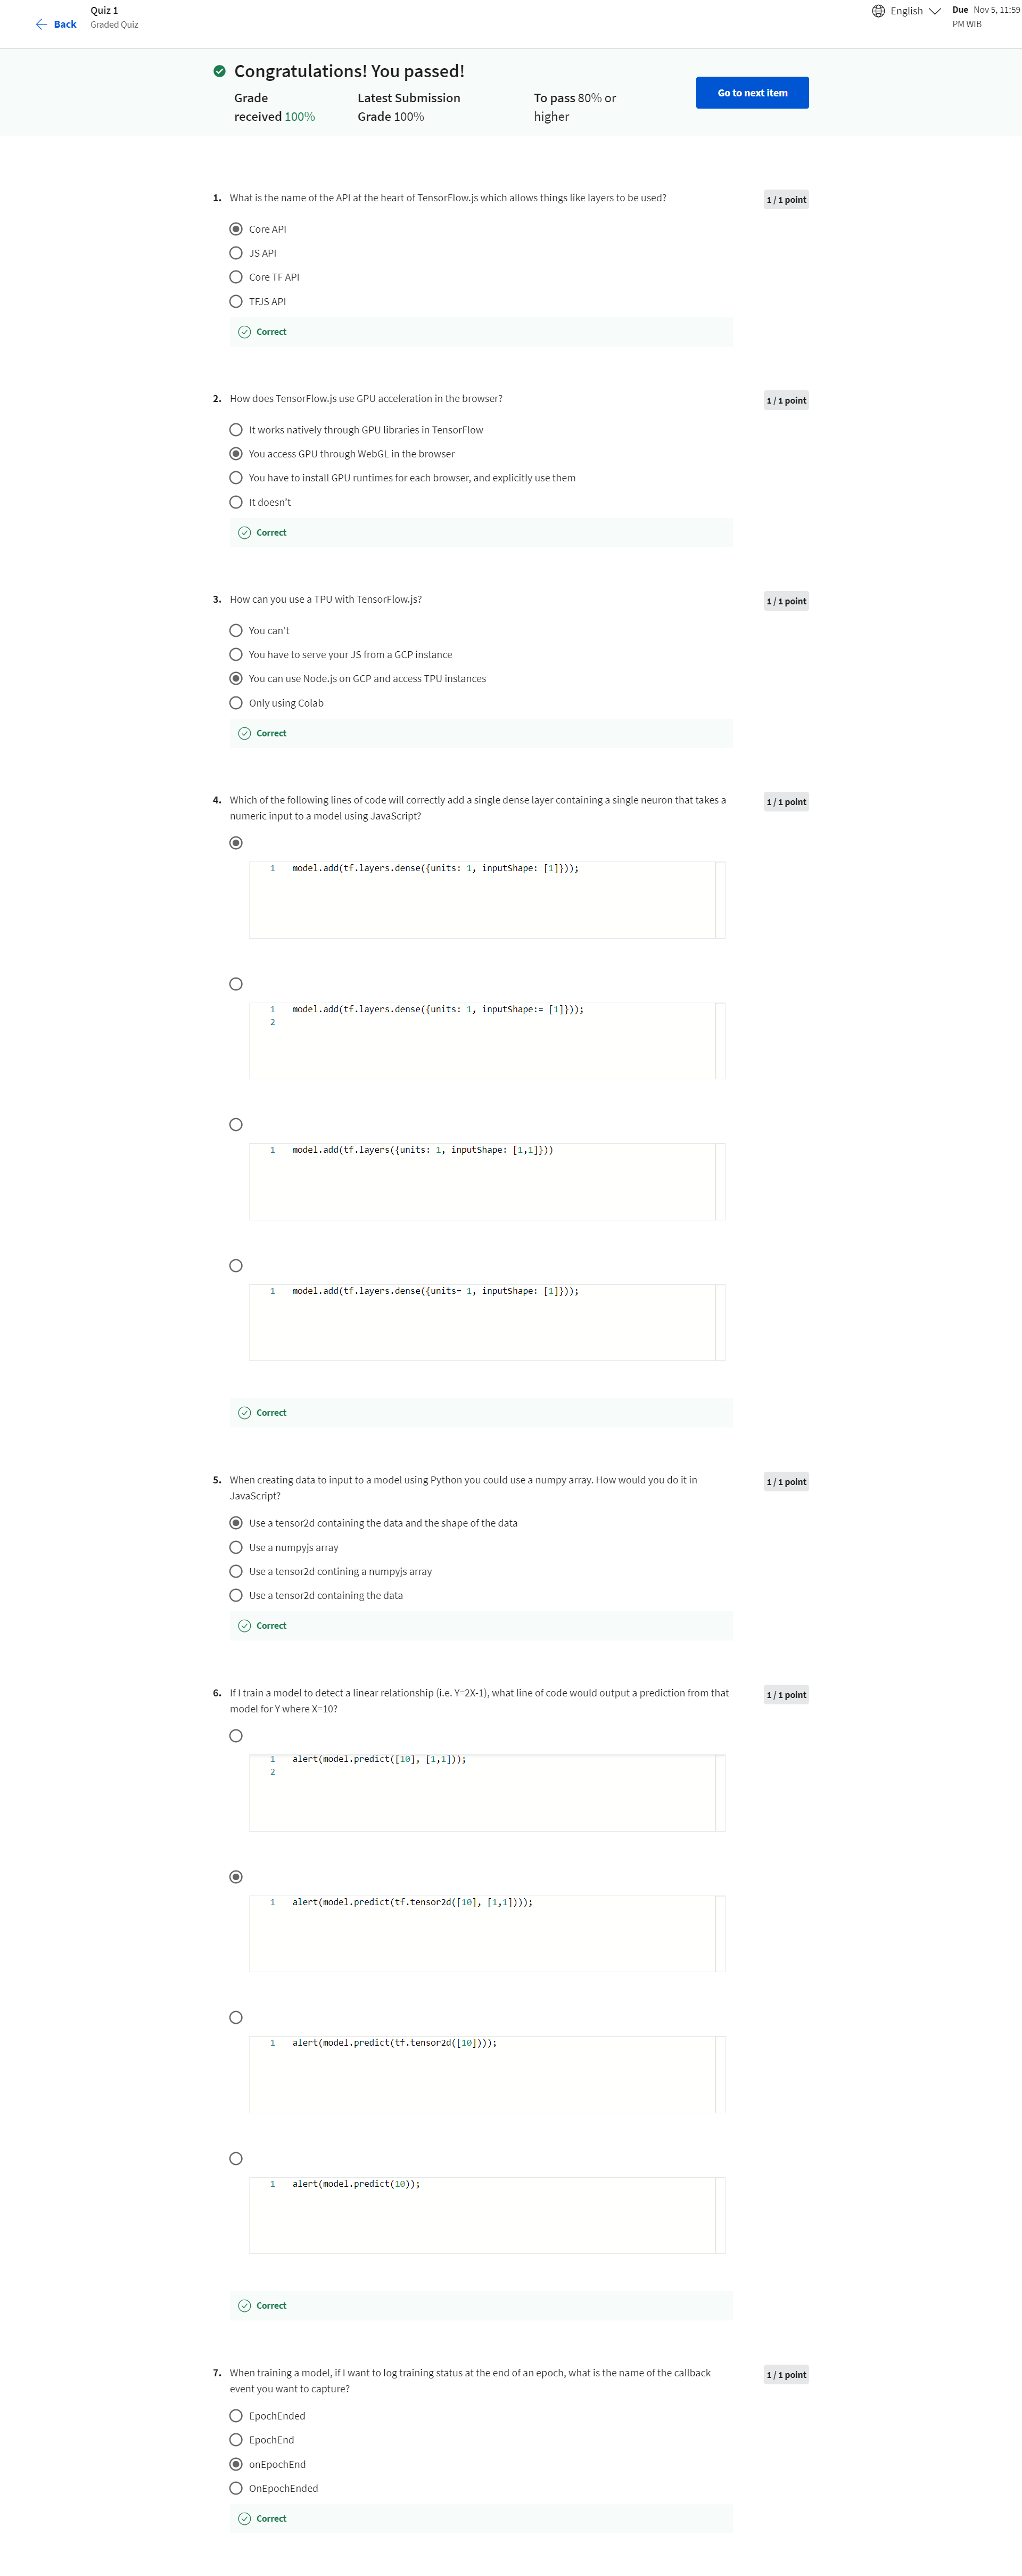 Back
Quiz 1
Graded Quiz
English
Due Nov 5, 11:59
PM WIB
Congratulations! You passed!
Grade
received 100%
Latest Submission
Grade 100%
To pass 80% or
higher
Go to next item
1. What is the name of the API at the heart of TensorFlow.js which allows things like layers to be used?
1 / 1 point
Core API
JS API
Core TF API
TFJS API
Correct
2. How does TensorFlow.js use GPU acceleration in the browser?
1 / 1 point
It works natively through GPU libraries in TensorFlow
You access GPU through WebGL in the browser
You have to install GPU runtimes for each browser, and explicitly use them
It doesn't
Correct
3. How can you use a TPU with TensorFlow.js?
1 / 1 point
You can't
You have to serve your JS from a GCP instance
You can use Node.js on GCP and access TPU instances
Only using Colab
Correct
4. Which of the following lines of code will correctly add a single dense layer containing a single neuron that takes a
numeric input to a model using JavaScript?
1 / 1 point
1 model.add(tf.layers.dense({units: 1, inputShape: [1]}));
1 model.add(tf.layers.dense({units: 1, inputShape:= [1]}));
2
1 model.add(tf.layers({units: 1, inputShape: [1,1]}))
1 model.add(tf.layers.dense({units= 1, inputShape: [1]}));
Correct
5. When creating data to input to a model using Python you could use a numpy array. How would you do it in
JavaScript?
1 / 1 point
Use a tensor2d containing the data and the shape of the data
Use a numpyjs array
Use a tensor2d contining a numpyjs array
Use a tensor2d containing the data
Correct
6. If I train a model to detect a linear relationship (i.e. Y=2X-1), what line of code would output a prediction from that
model for Y where X=10?
1 / 1 point
1 alert(model.predict([10], [1,1]));
2
1 alert(model.predict(tf.tensor2d([10], [1,1])));
1 alert(model.predict(tf.tensor2d([10])));
1 alert(model.predict(10));
Correct
7. When training a model, if I want to log training status at the end of an epoch, what is the name of the callback
event you want to capture?
1 / 1 point
EpochEnded
EpochEnd
onEpochEnd
OnEpochEnded
Correct